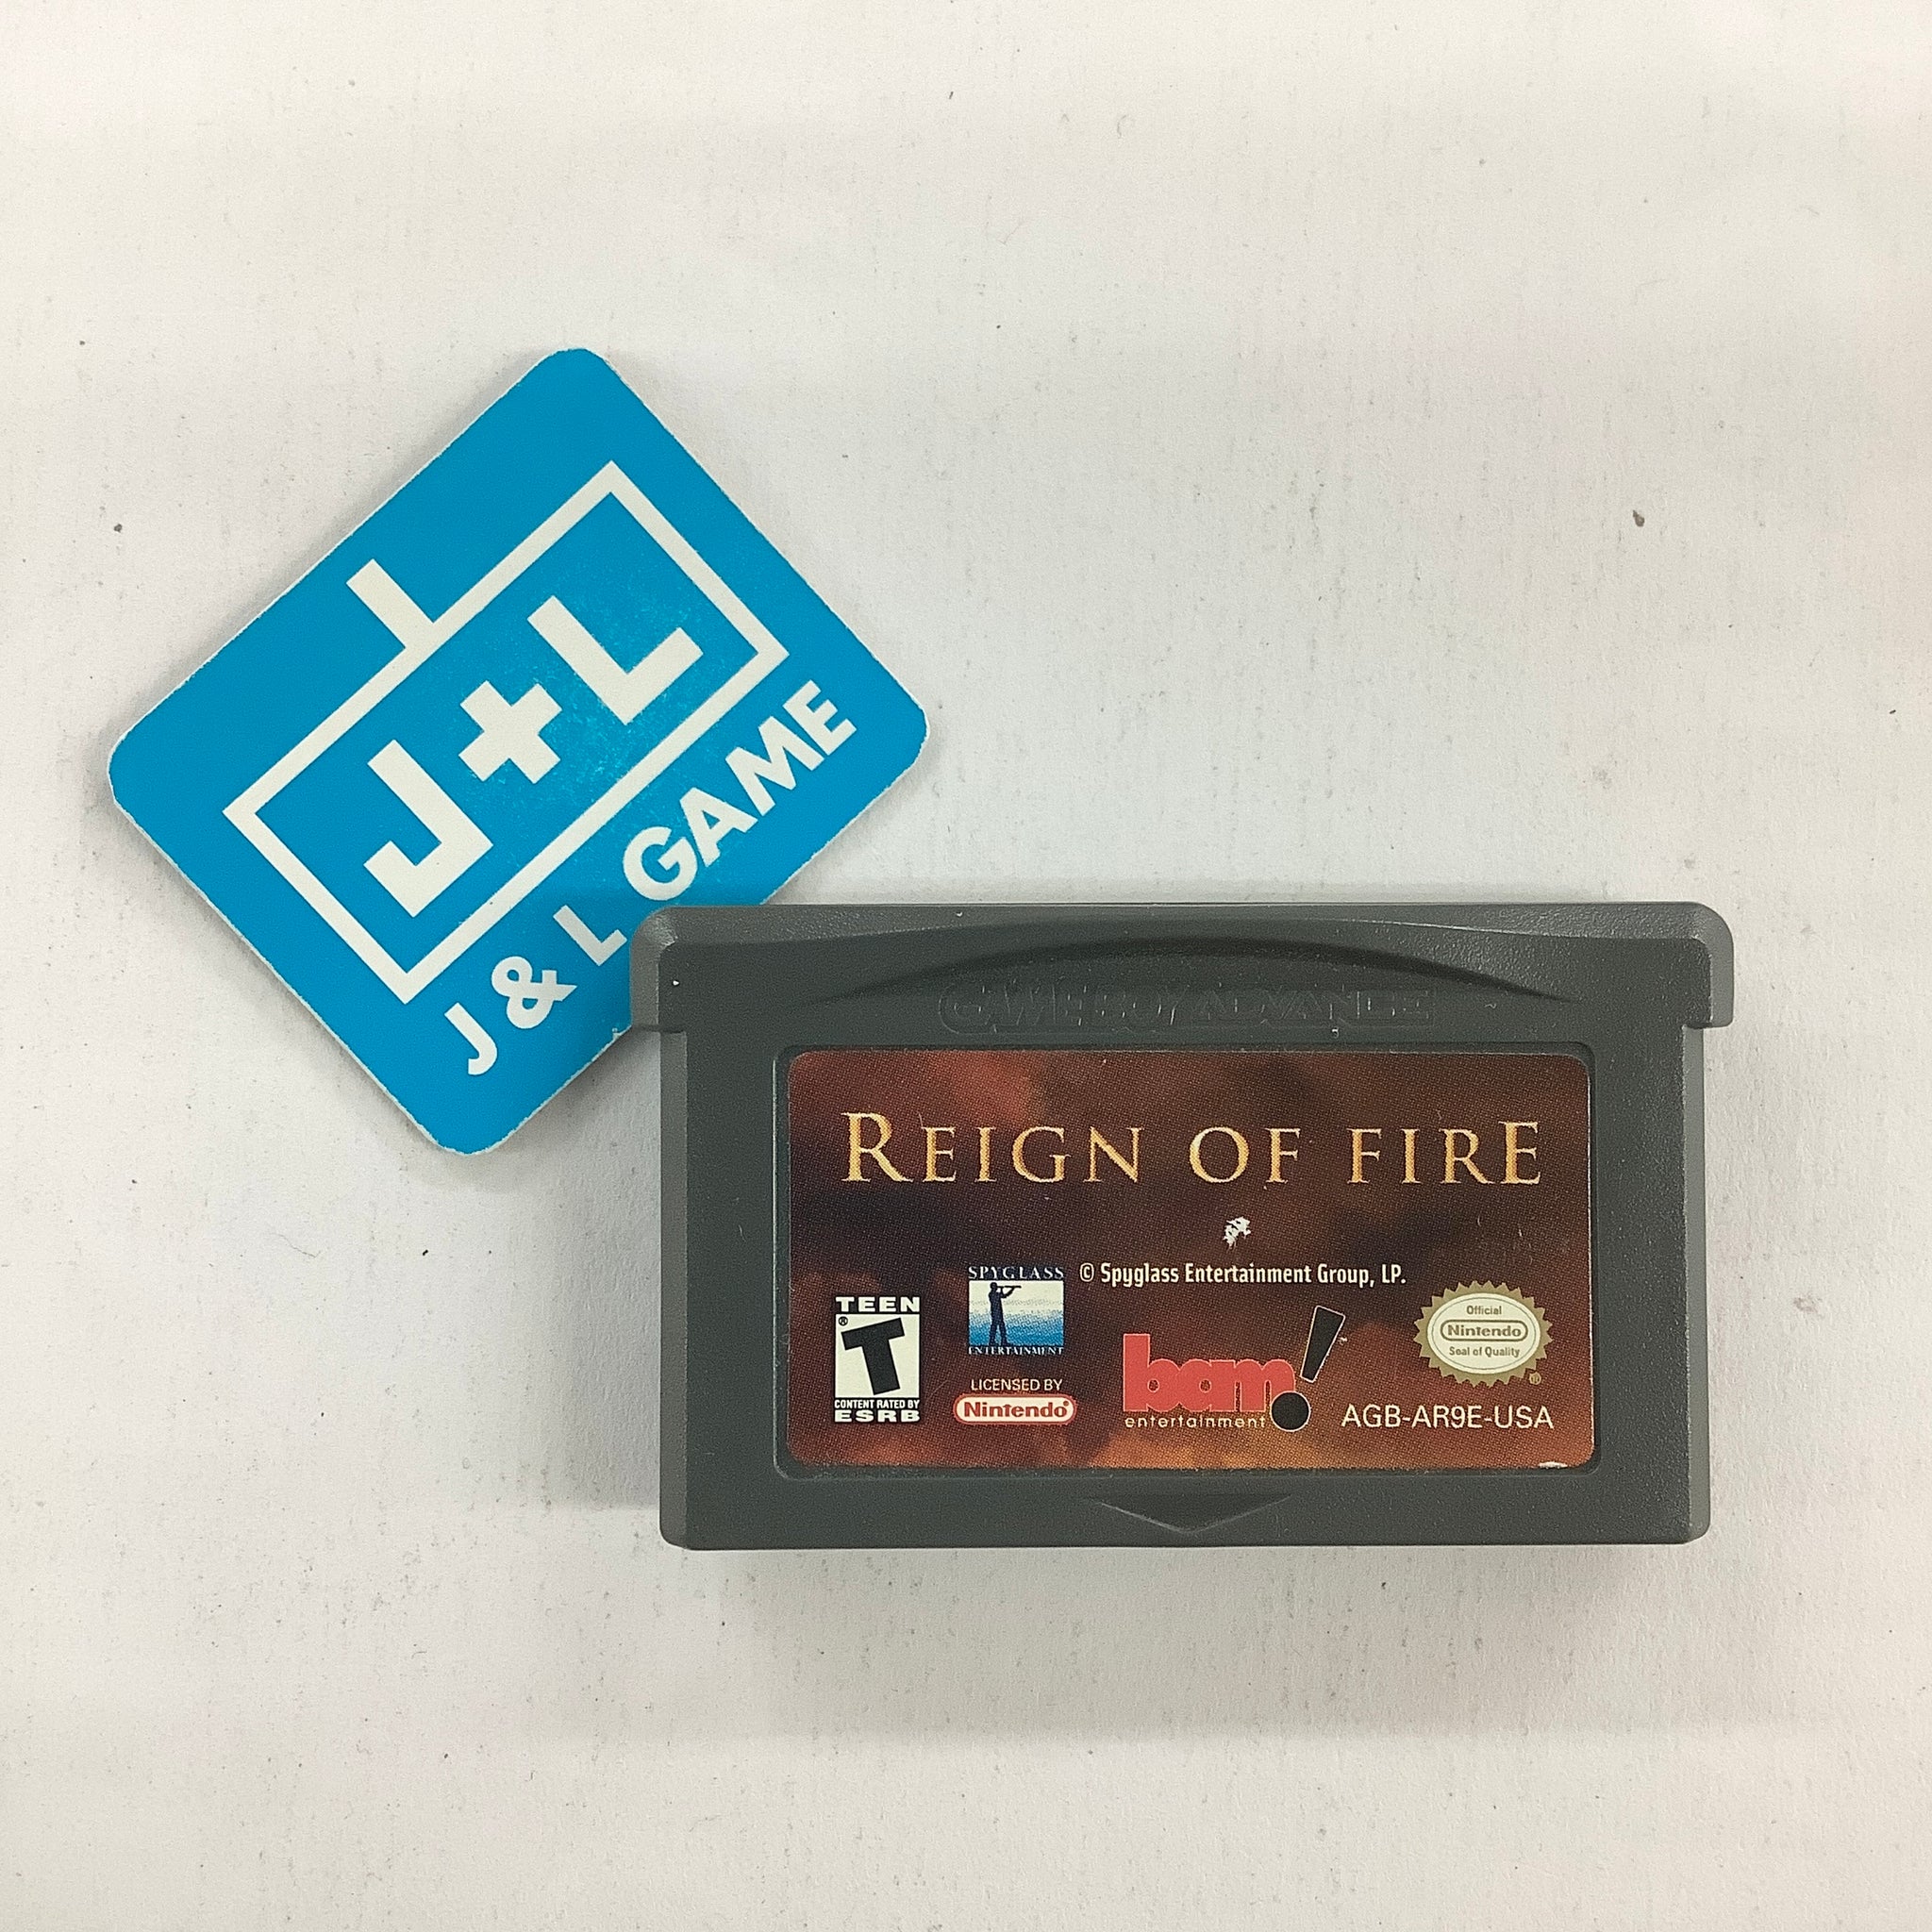 J+L
J & L GAME
GAME BOY ADVANCE
REIGN OF FIRE
SPYGLASS
ENTERTAINMENT
© Spyglass Entertainment Group, LP.
TEEN
®
T
CONTENT RATED BY
ESRB
LICENSED BY
Nintendo®
bam!
entertainment
Official
Nintendo
Seal of Quality
®
AGB-AR9E-USA